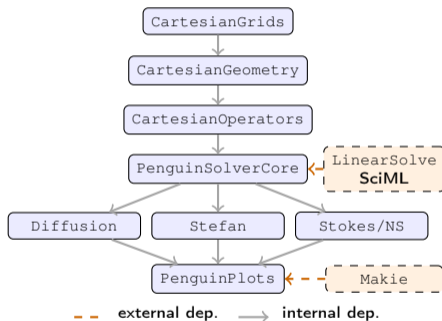 CartesianGrids
CartesianGeometry
CartesianOperators
PenguinSolverCore
LinearSolve
SciML
Diffusion
Stefan
Stokes/NS
PenguinPlots
Makie
external dep. internal dep.